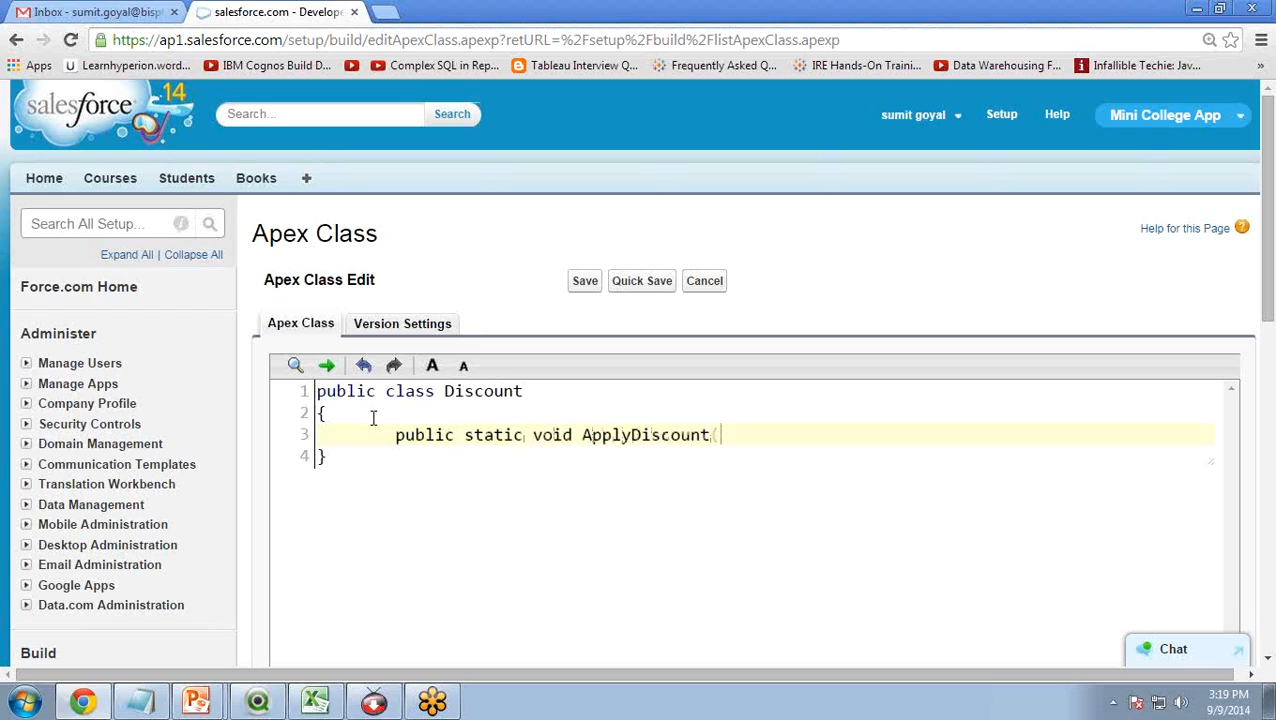 Inbox - sumit.goyal@bisp
salesforce.com - Develope
https://ap1.salesforce.com/setup/build/editApexClass.apexp?retURL=%2Fsetup%2Fbuild%2FlistApexClass.apexp
Apps
Learnhyperion.word...
IBM Cognos Build D...
Complex SQL in Rep...
Tableau Interview Q...
Frequently Asked Q...
IRE Hands-On Traini...
Data Warehousing F...
Infallible Techie: Jav...
»
salesforce
14
Search...
Search
sumit goyal
Setup
Help
Mini College App
Home
Courses
Students
Books
+
Search All Setup...
Expand All | Collapse All
Force.com Home
Administer
Manage Users
Manage Apps
Company Profile
Security Controls
Domain Management
Communication Templates
Translation Workbench
Data Management
Mobile Administration
Desktop Administration
Email Administration
Google Apps
Data.com Administration
Build
Apex Class
Help for this Page
Apex Class Edit
Save
Quick Save
Cancel
Apex Class
Version Settings
A
A
1 public class Discount
2 {
3 public static void ApplyDiscount(
4 }
Chat
3:19 PM
9/9/2014